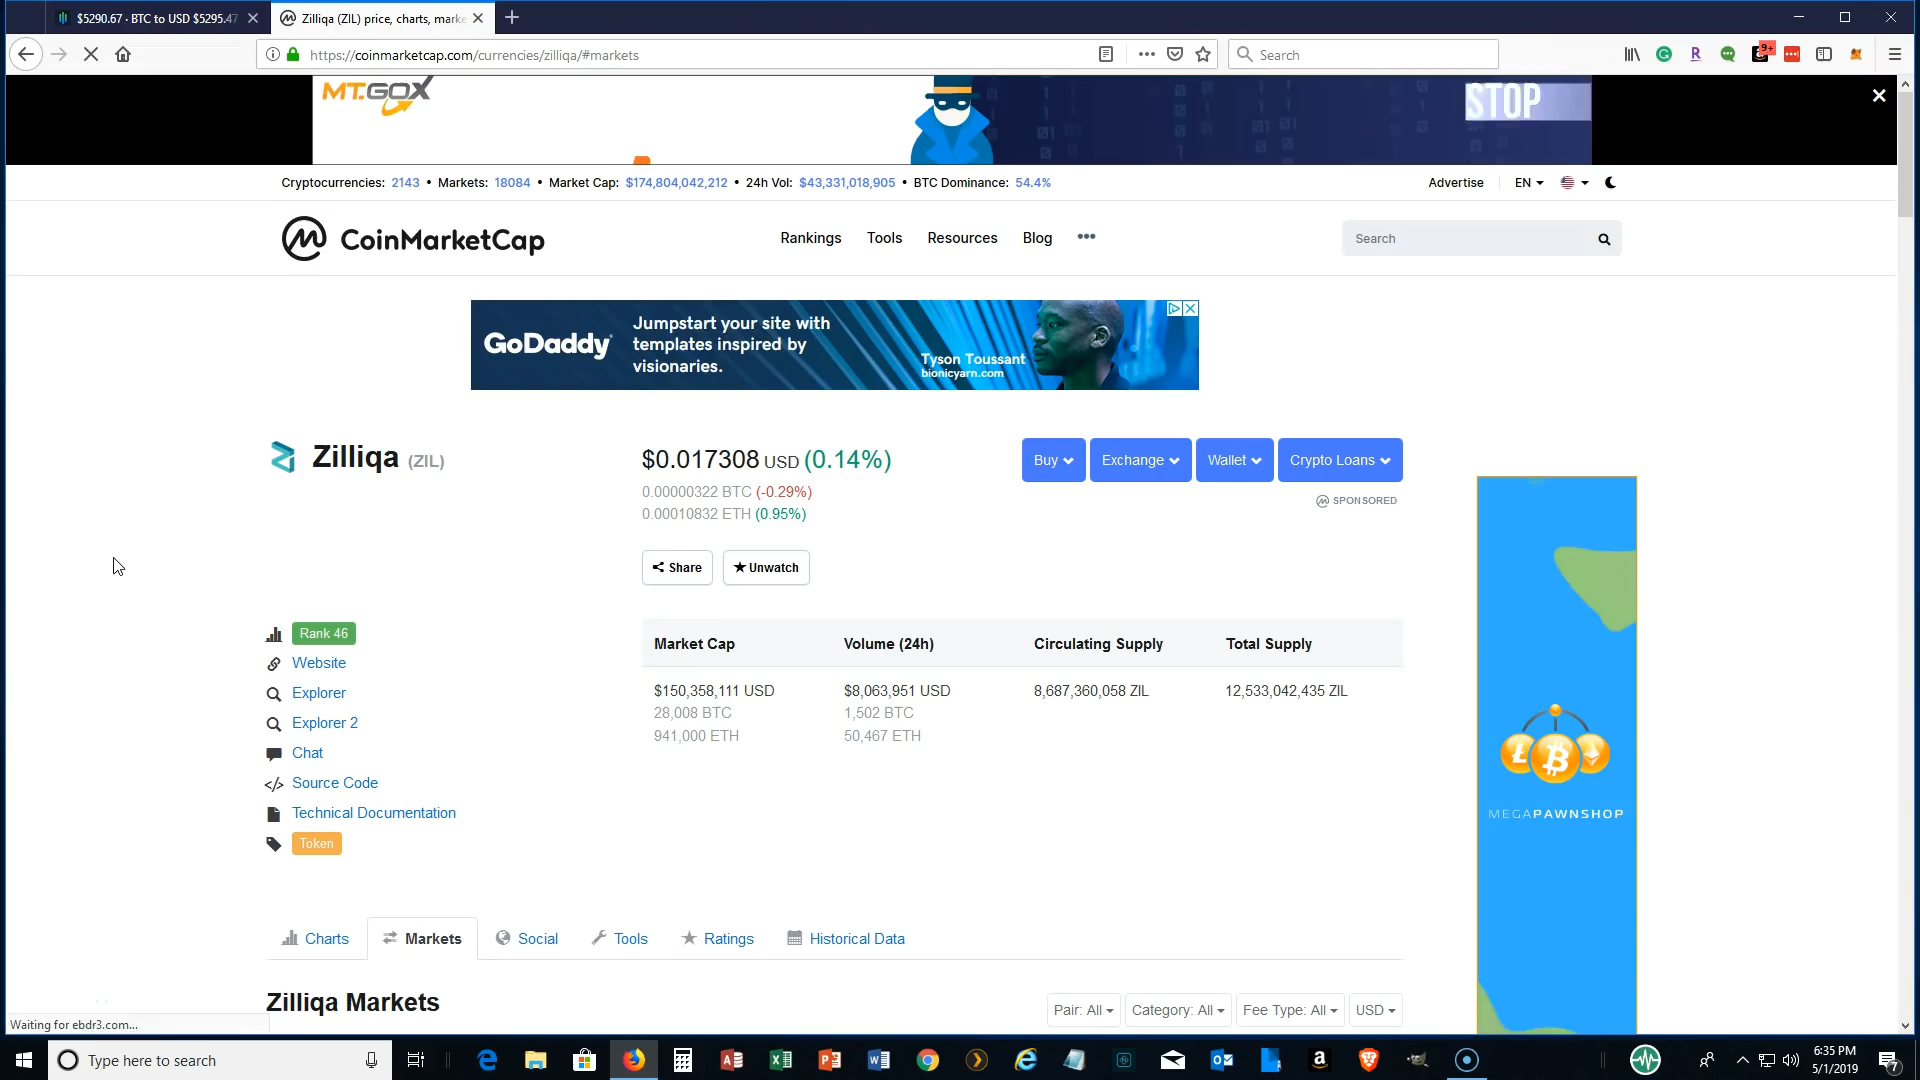 $5290.67 · BTC to USD $5295.47
Zilliqa (ZIL) price, charts, marke
https://coinmarketcap.com/currencies/zilliqa/#markets
Search
9+
MT.GOX
STOP
Cryptocurrencies: 2143 • Markets: 18084 • Market Cap: $174,804,042,212 • 24h Vol: $43,331,018,905 • BTC Dominance: 54.4%
Advertise
EN
CoinMarketCap
Rankings
Tools
Resources
Blog
Search
GoDaddy
Jumpstart your site with
templates inspired by
visionaries.
Tyson Toussant
bionicyarn.com
Zilliqa (ZIL)
$0.017308 USD (0.14%)
0.00000322 BTC (-0.29%)
0.00010832 ETH (0.95%)
Buy
Exchange
Wallet
Crypto Loans
SPONSORED
Share
Unwatch
Rank 46
Website
Explorer
Explorer 2
Chat
Source Code
Technical Documentation
Token
Market Cap
Volume (24h)
Circulating Supply
Total Supply
$150,358,111 USD
$8,063,951 USD
8,687,360,058 ZIL
12,533,042,435 ZIL
28,008 BTC
1,502 BTC
941,000 ETH
50,467 ETH
MEGAPAWNSHOP
Charts
Markets
Social
Tools
Ratings
Historical Data
Zilliqa Markets
Pair: All
Category: All
Fee Type: All
USD
Waiting for ebdr3.com...
Type here to search
6:35 PM
5/1/2019
7